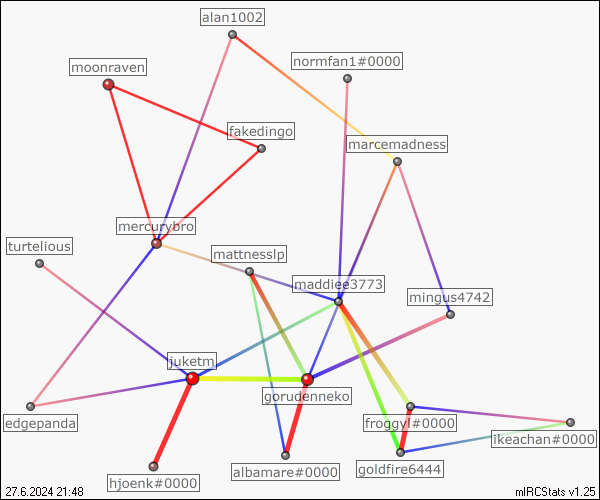 alan1002
normfan1#0000
moonraven
fakedingo
marcemadness
mercurybro
turtelious
mattnesslp
maddiee3773
mingus4742
juketm
gorudenneko
edgepanda
froggyl#0000
ikeachan#0000
hjoenk#0000
albamare#0000
goldfire6444
27.6.2024 21:48
mIRCStats v1.25